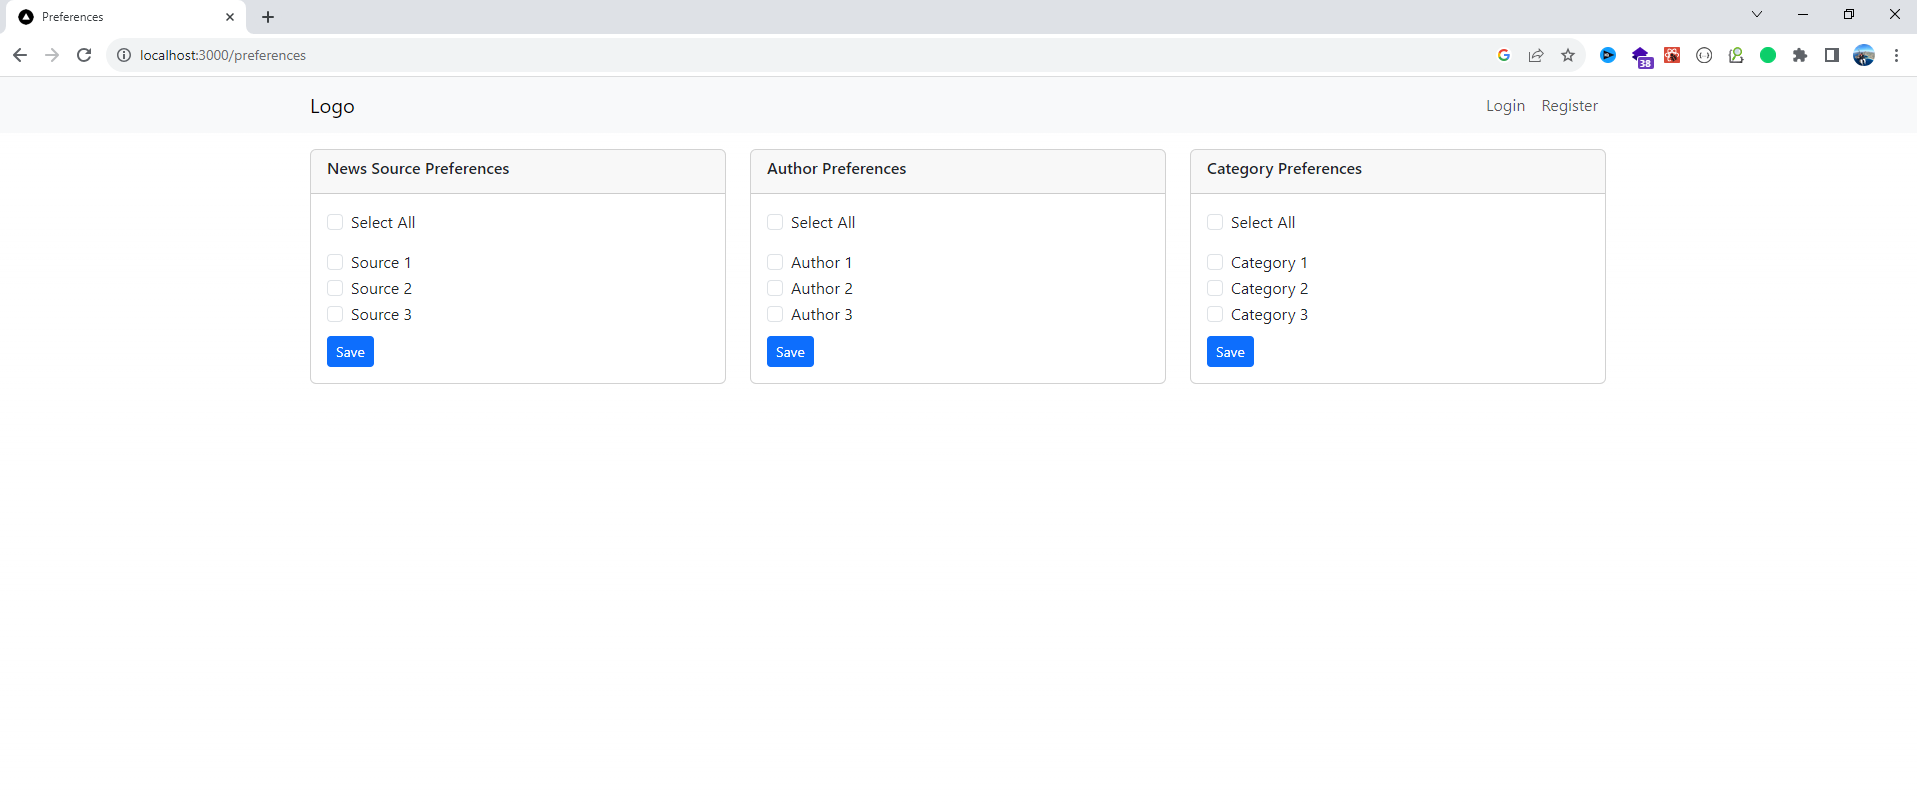 Preferences
localhost:3000/preferences
38
Logo
Login Register
News Source Preferences
Select All
Source 1
Source 2
Source 3
Save
Author Preferences
Select All
Author 1
Author 2
Author 3
Save
Category Preferences
Select All
Category 1
Category 2
Category 3
Save